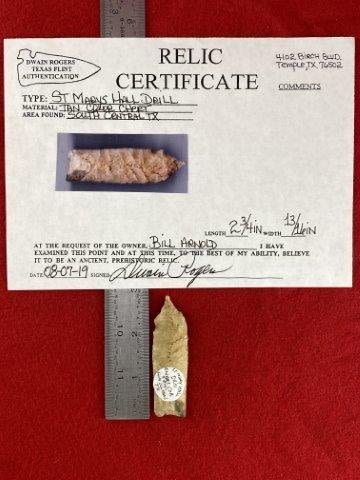 DWAIN ROGERS
TEXAS FLINT
AUTHENTICATION
RELIC
CERTIFICATE
4102 BIRCH BLVD.
TEMPLE, TX, 76502
COMMENTS
TYPE: ST MARYS HALL DRILL
MATERIAL: TAN COLOR CHERT
AREA FOUND: SOUTH CENTRAL TX
LENGTH 2 3/4 IN WIDTH 13/16 IN
AT THE REQUEST OF THE OWNER, BILL ARNOLD I HAVE
EXAMINED THIS POINT AND AT THIS TIME, TO THE BEST OF MY ABILITY, BELIEVE
IT TO BE AN ANCIENT, PREHISTORIC RELIC.
DATE: 08-07-19 SIGNED: Dwain Rogers